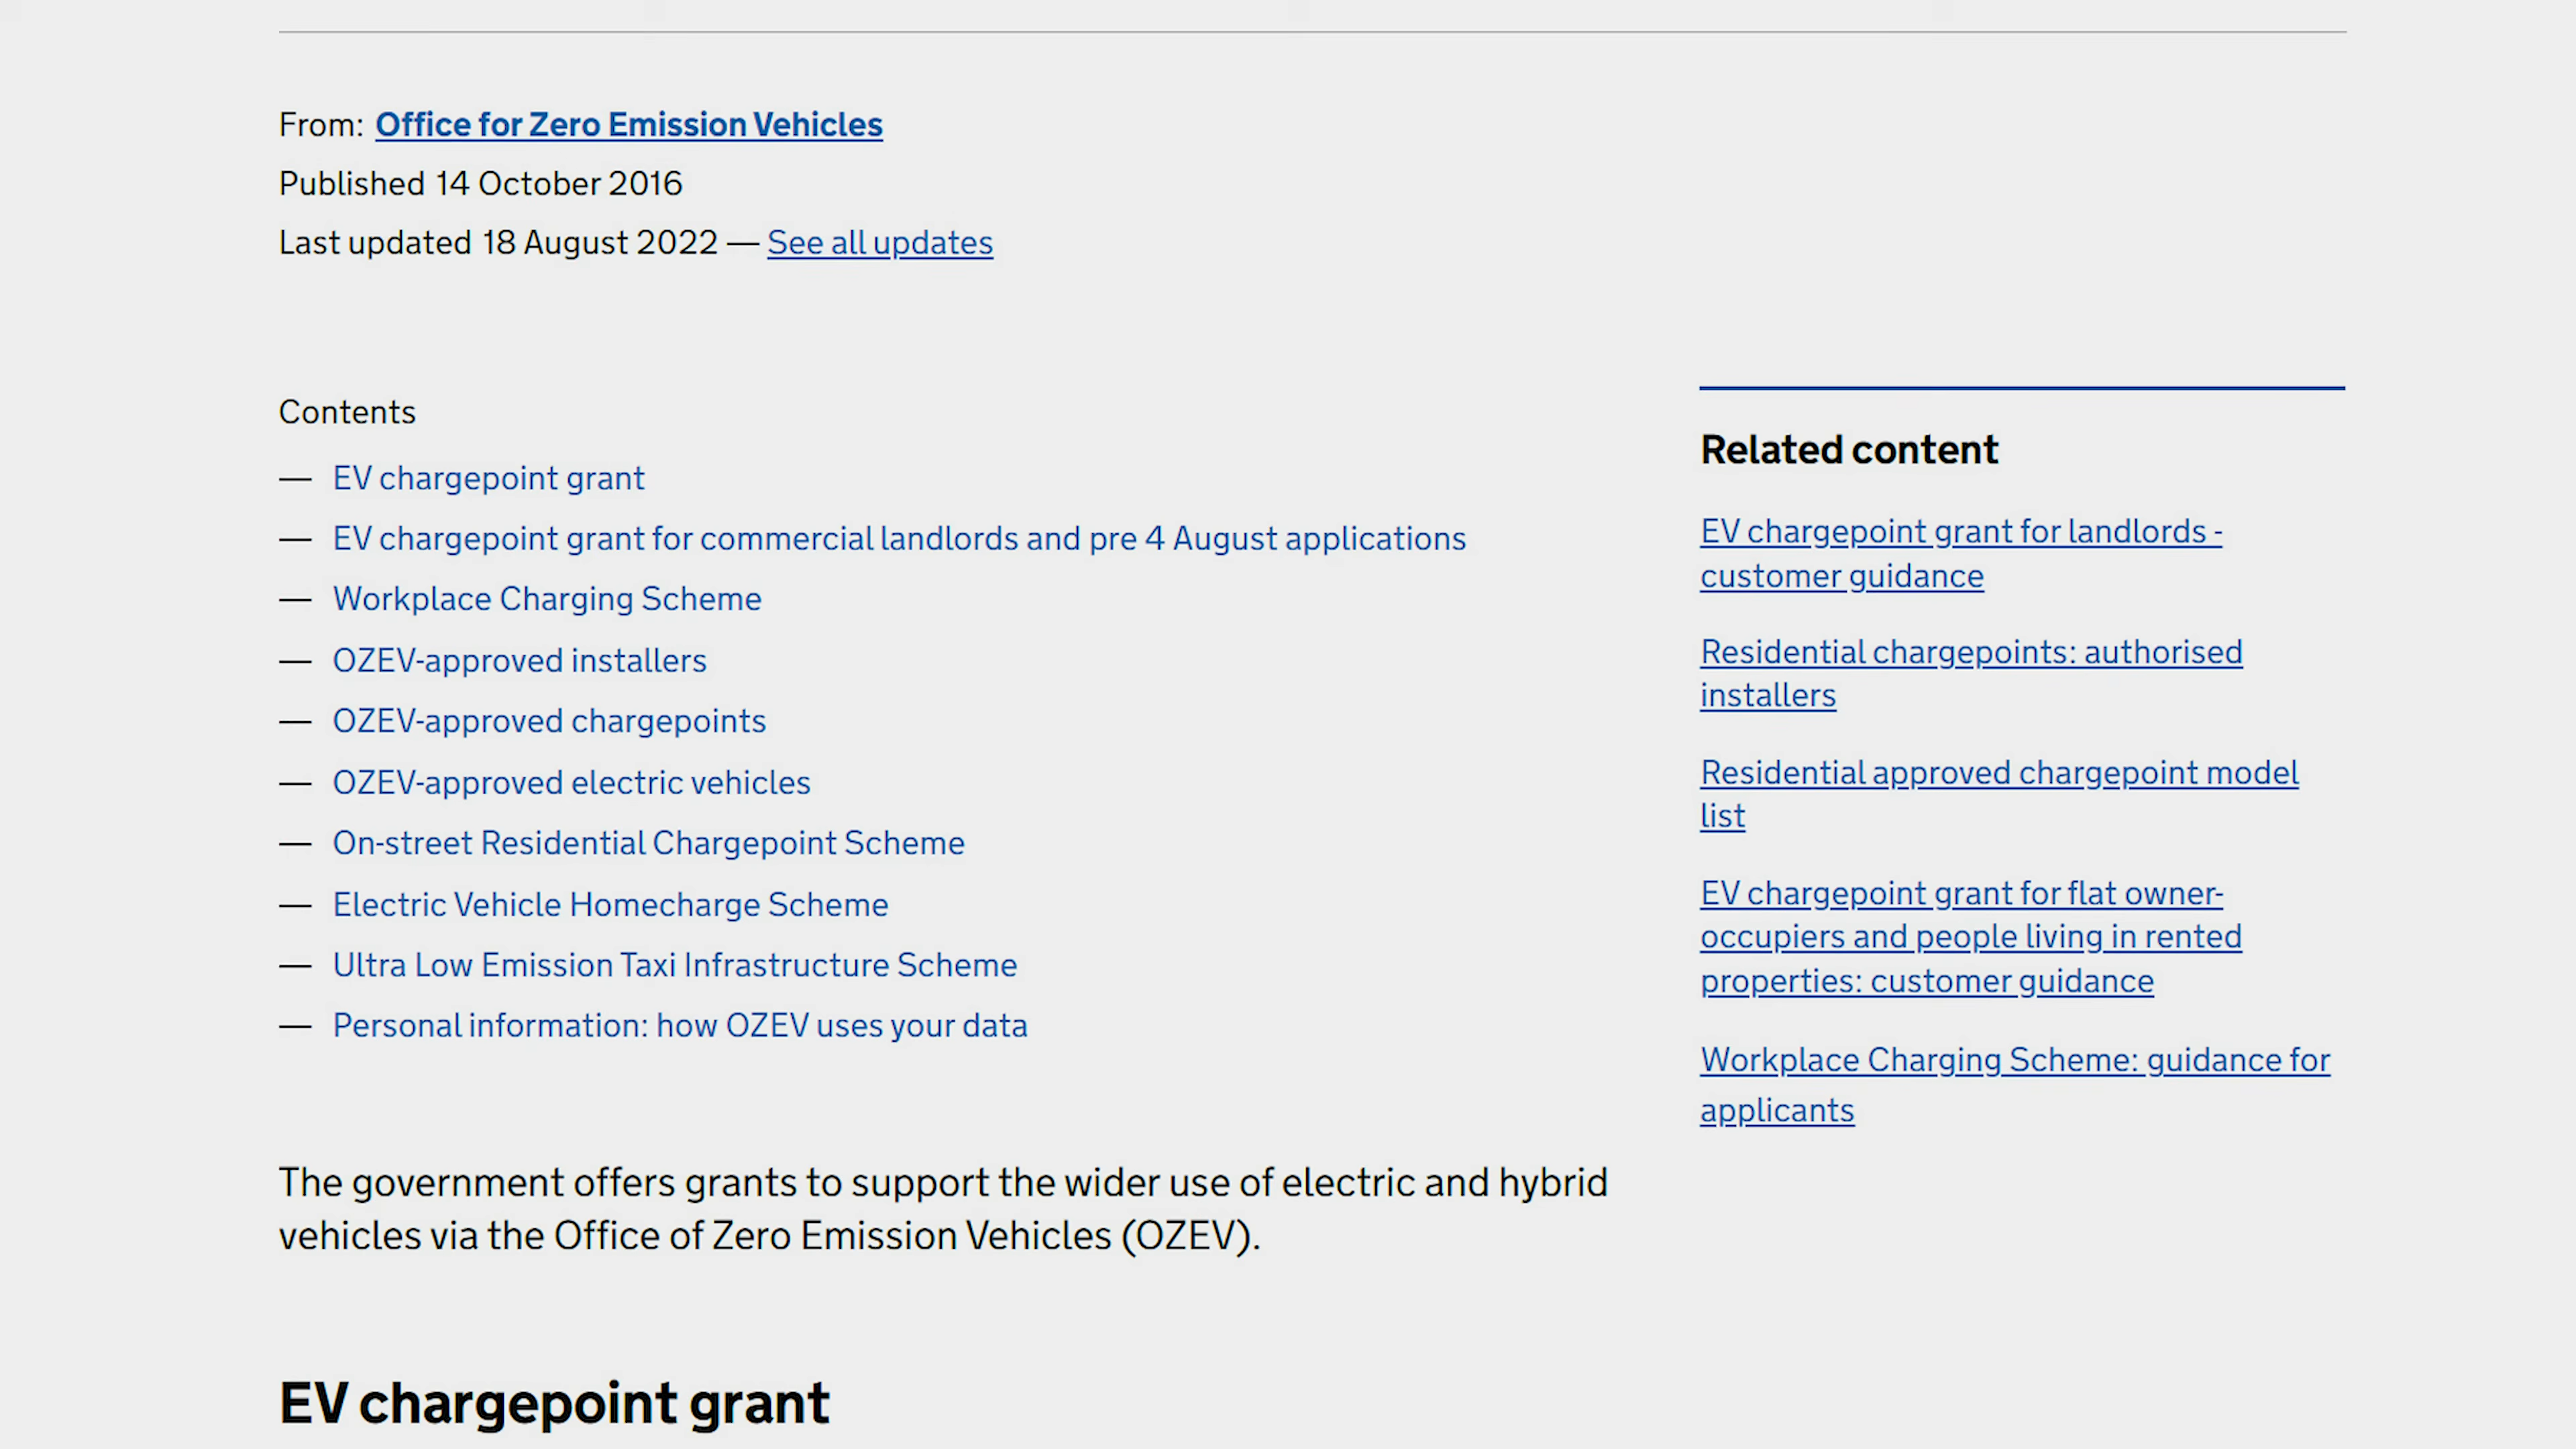 From: Office for Zero Emission Vehicles
Published 14 October 2016
Last updated 18 August 2022 — See all updates
Contents
— EV chargepoint grant
— EV chargepoint grant for commercial landlords and pre 4 August applications
— Workplace Charging Scheme
— OZEV-approved installers
— OZEV-approved chargepoints
— OZEV-approved electric vehicles
— On-street Residential Chargepoint Scheme
— Electric Vehicle Homecharge Scheme
— Ultra Low Emission Taxi Infrastructure Scheme
— Personal information: how OZEV uses your data
Related content
EV chargepoint grant for landlords -
customer guidance
Residential chargepoints: authorised
installers
Residential approved chargepoint model
list
EV chargepoint grant for flat owner-
occupiers and people living in rented
properties: customer guidance
Workplace Charging Scheme: guidance for
applicants
The government offers grants to support the wider use of electric and hybrid
vehicles via the Office of Zero Emission Vehicles (OZEV).
EV chargepoint grant